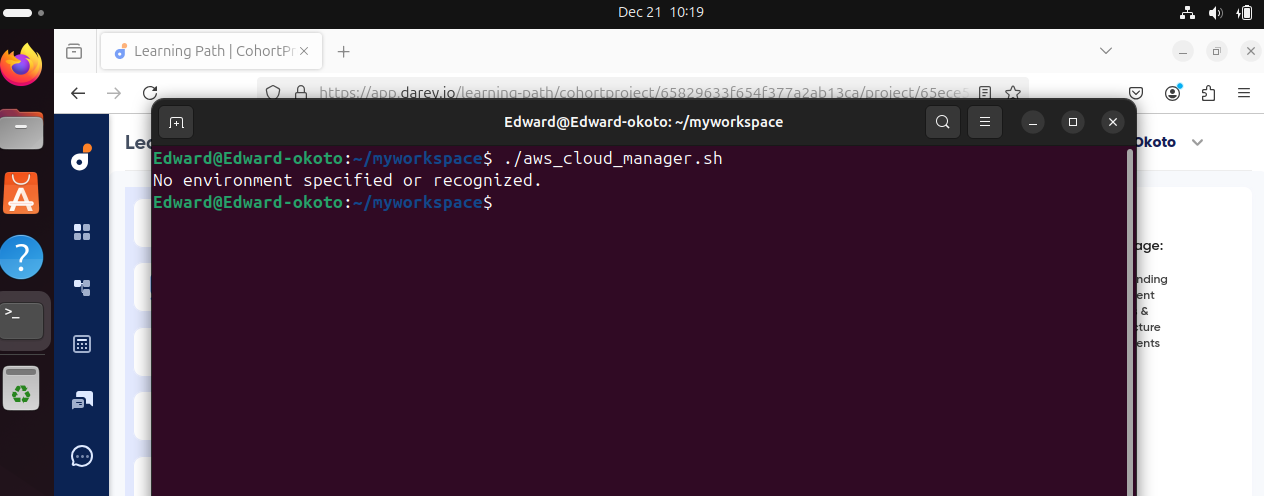 Dec 21 10:19
Learning Path | CohortPr
https://app.darey.io/learning-path/cohortproject/65829633f654f377a2ab13ca/project/65ece5
Edward@Edward-okoto: ~/myworkspace
Lea
Okoto
Edward@Edward-okoto:~/myworkspace$ ./aws_cloud_manager.sh
No environment specified or recognized.
Edward@Edward-okoto:~/myworkspace$
age:
nding
ent
s &
cture
ents
>_
?